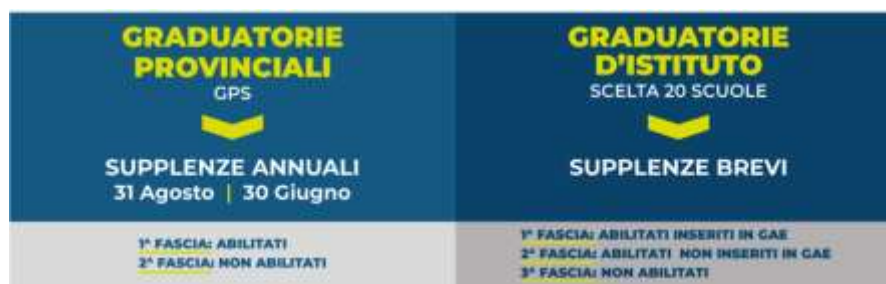 GRADUATORIE
PROVINCIALI
GPS
SUPPLENZE ANNUALI
31 Agosto | 30 Giugno
1ª FASCIA: ABILITATI
2ª FASCIA: NON ABILITATI
GRADUATORIE
D'ISTITUTO
SCELTA 20 SCUOLE
SUPPLENZE BREVI
1ª FASCIA: ABILITATI INSERITI IN GAE
2ª FASCIA: ABILITATI NON INSERITI IN GAE
3ª FASCIA: NON ABILITATI